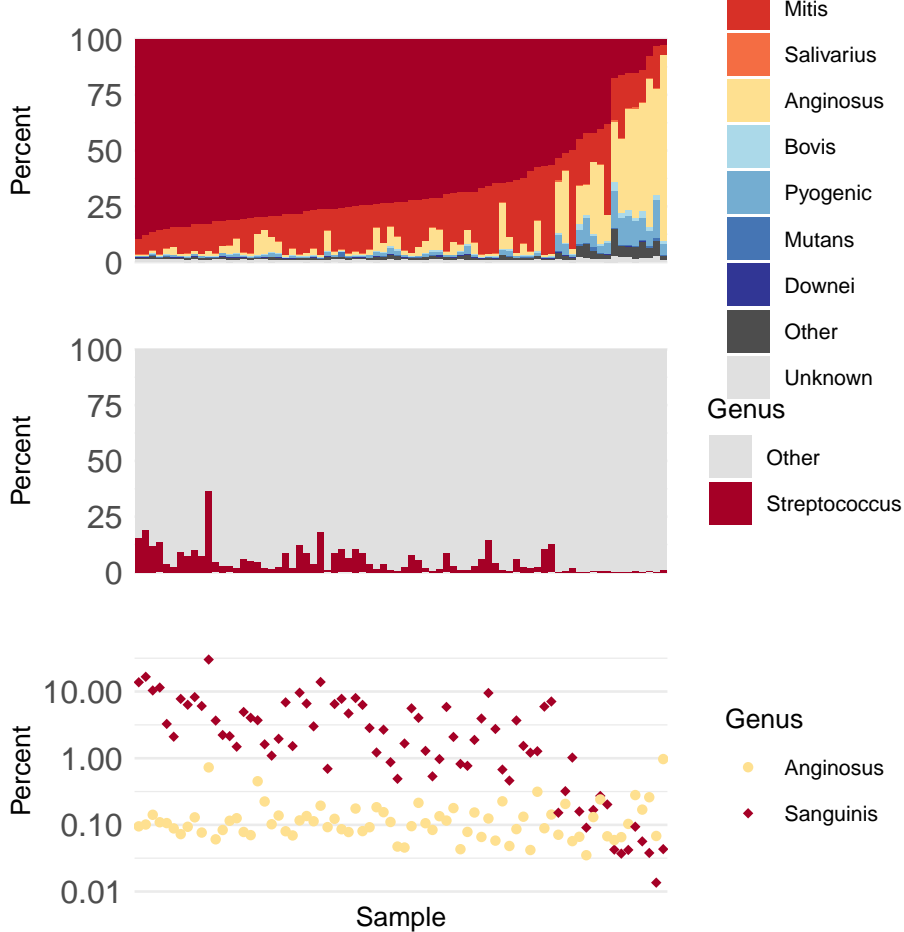 Mitis
Salivarius
Anginosus
Bovis
Pyogenic
Mutans
Downei
Other
Unknown
100
75
50
25
0
Percent
Genus
Other
Streptococcus
100
75
50
25
0
Percent
10.00
1.00
0.10
0.01
Percent
Sample
Genus
Anginosus
Sanguinis